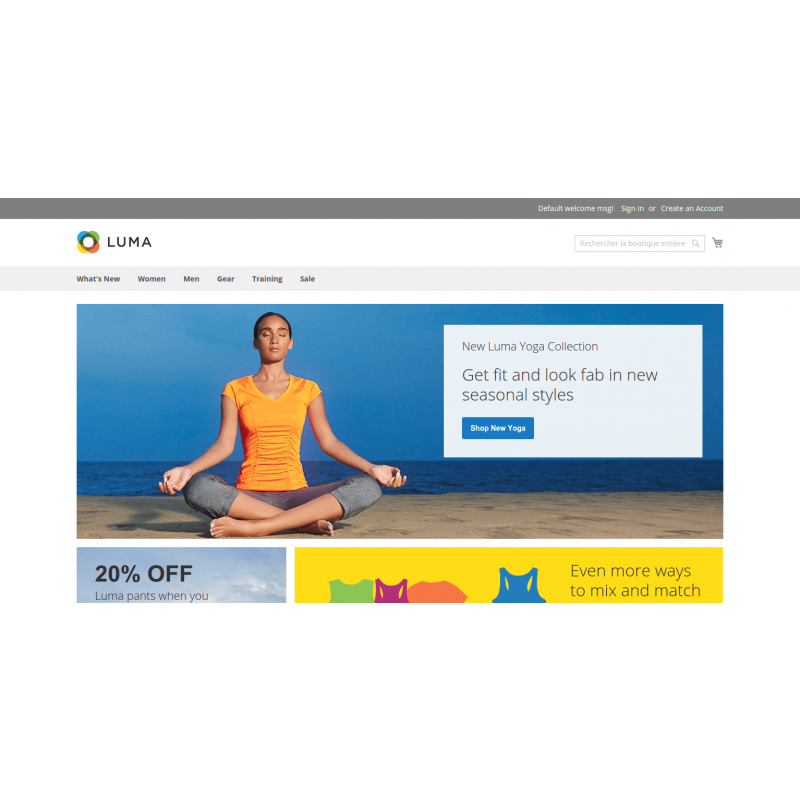 Default welcome msg! Sign In or Create an Account
LUMA
Rechercher la boutique entière
What's New Women Men Gear Training Sale
New Luma Yoga Collection
Get fit and look fab in new
seasonal styles
Shop New Yoga
20% OFF
Luma pants when you
Even more ways
to mix and match